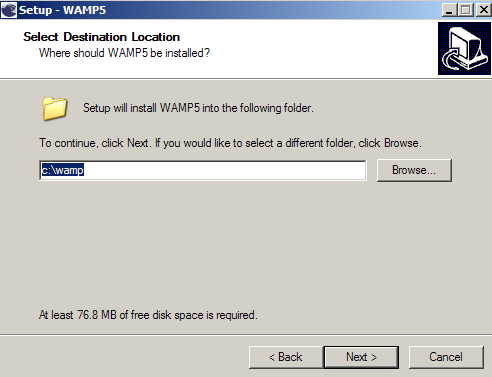 Setup - WAMP5
Select Destination Location
Where should WAMP5 be installed?
Setup will install WAMP5 into the following folder.
To continue, click Next. If you would like to select a different folder, click Browse.
c:\wamp
Browse...
At least 76.8 MB of free disk space is required.
< Back
Next >
Cancel